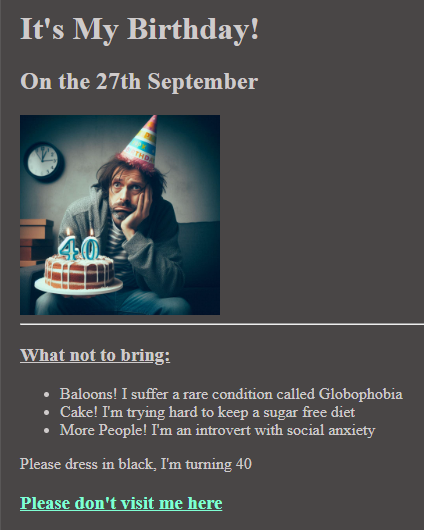 It's My Birthday!
On the 27th September
BIRTHDAY
40
What not to bring:
Baloons! I suffer a rare condition called Globophobia
Cake! I'm trying hard to keep a sugar free diet
More People! I'm an introvert with social anxiety
Please dress in black, I'm turning 40
Please don't visit me here